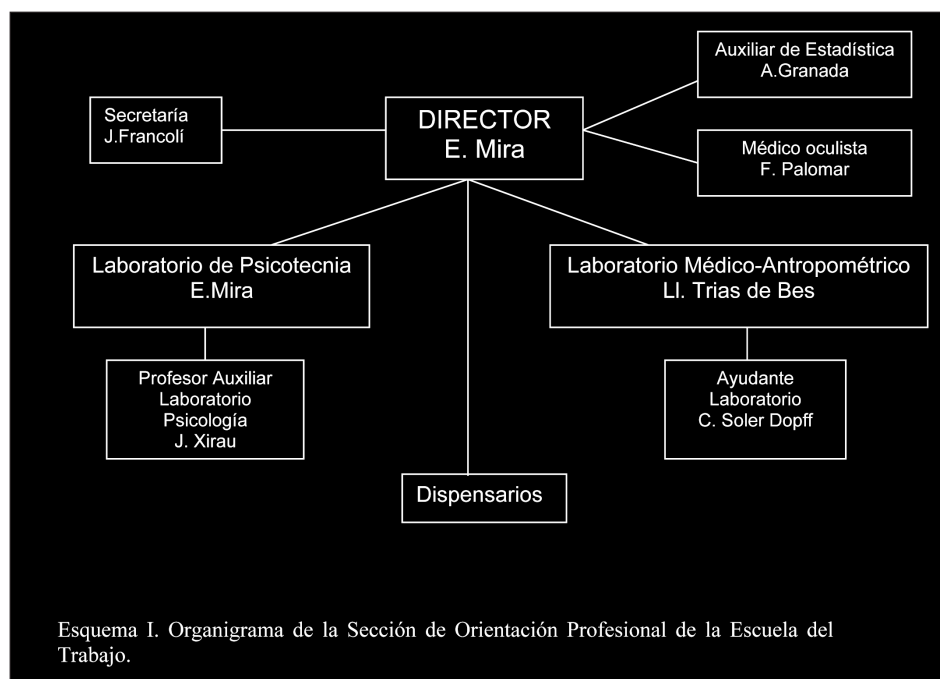 Auxiliar de Estadística
A.Granada
Secretaría
J.Francolí
DIRECTOR
E. Mira
Médico oculista
F. Palomar
Laboratorio de Psicotecnia
E.Mira
Laboratorio Médico-Antropométrico
Ll. Trias de Bes
Profesor Auxiliar
Laboratorio
Psicología
J. Xirau
Ayudante
Laboratorio
C. Soler Dopff
Dispensarios
Esquema I. Organigrama de la Sección de Orientación Profesional de la Escuela del
Trabajo.